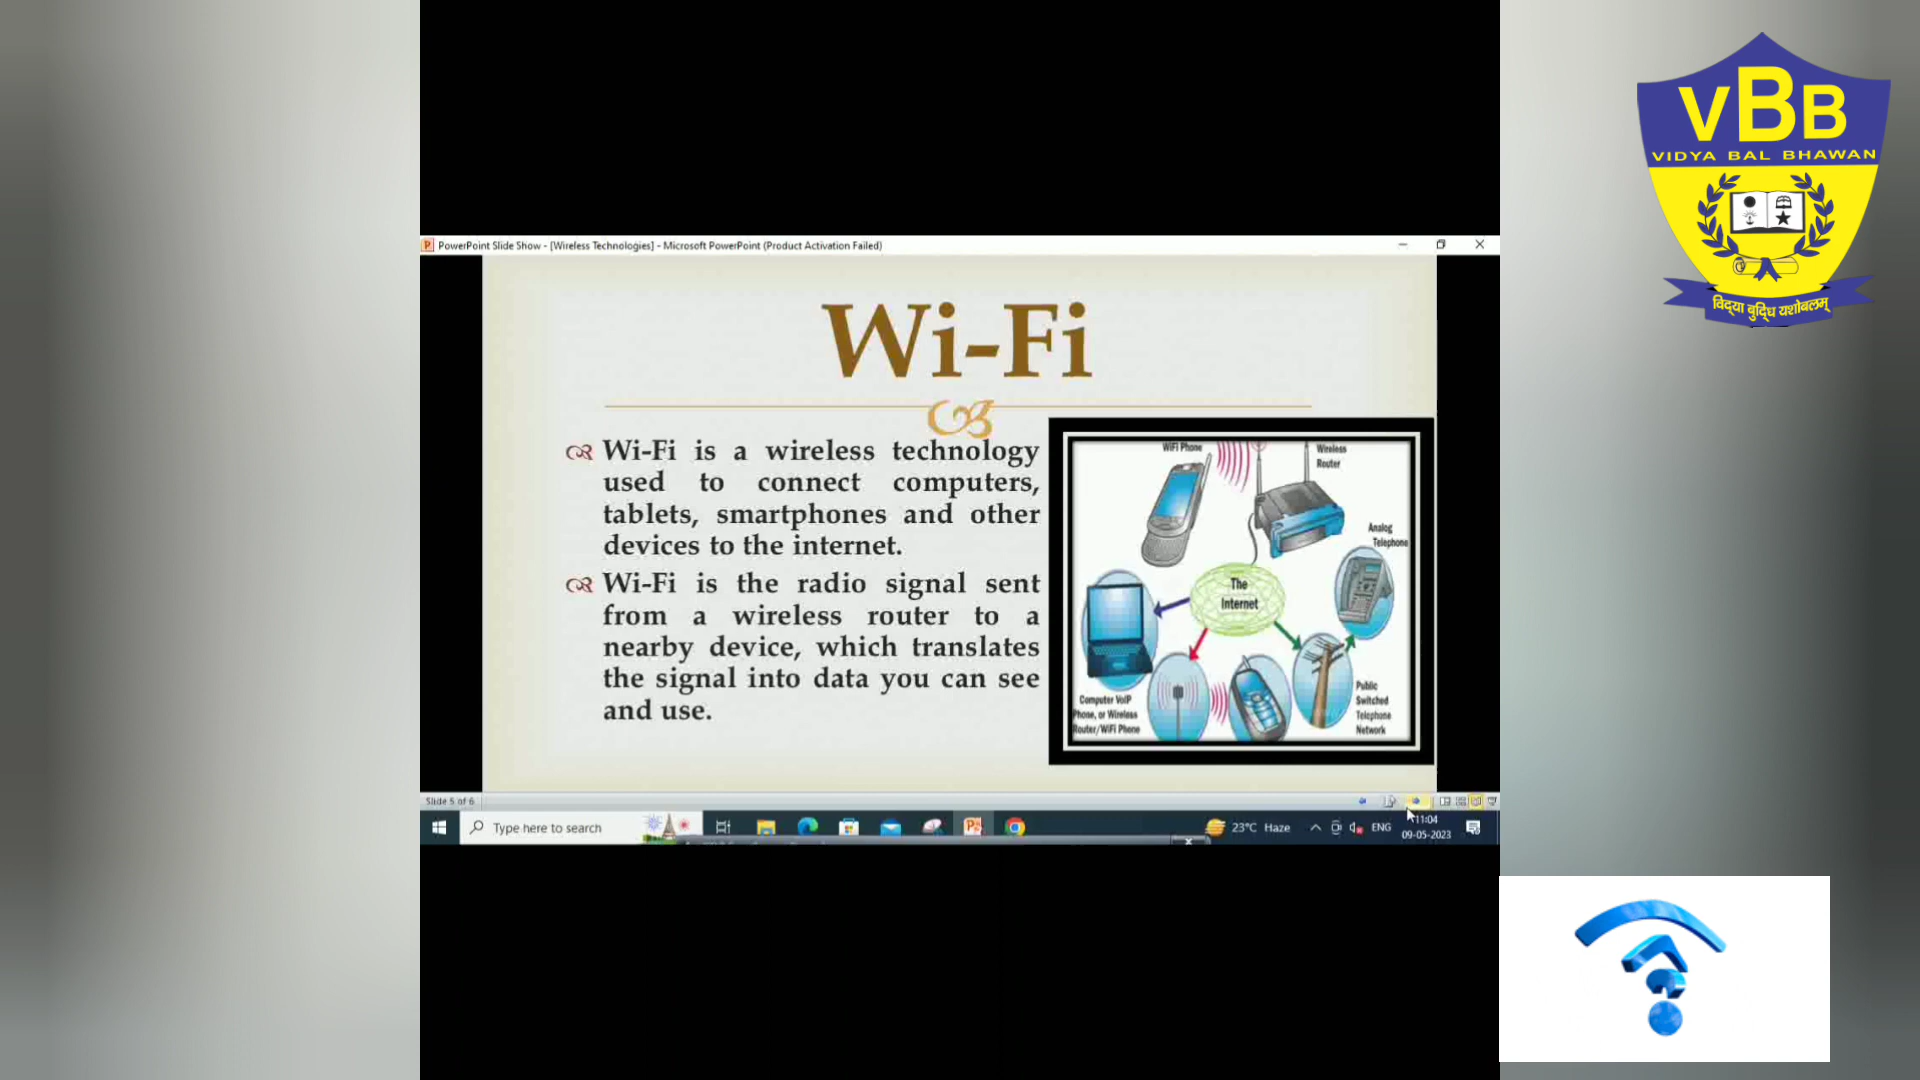 VBB
VIDYA BAL BHAWAN
विद्या बुद्धि यशोबलम्
PowerPoint Slide Show - [Wireless Technologies] - Microsoft PowerPoint (Product Activation Failed)
Wi-Fi
Wi-Fi is a wireless technology
used to connect computers,
tablets, smartphones and other
devices to the internet.
Wi-Fi is the radio signal sent
from a wireless router to a
nearby device, which translates
the signal into data you can see
and use.
WiFi Phone
Wireless
Router
Analog
Telephone
The
Internet
Computer VoIP
Phone, or Wireless
Router/WiFi Phone
Public
Switched
Telephone
Network
Slide 5 of 6
Type here to search
23°C Haze
ENG
11:04
09-05-2023